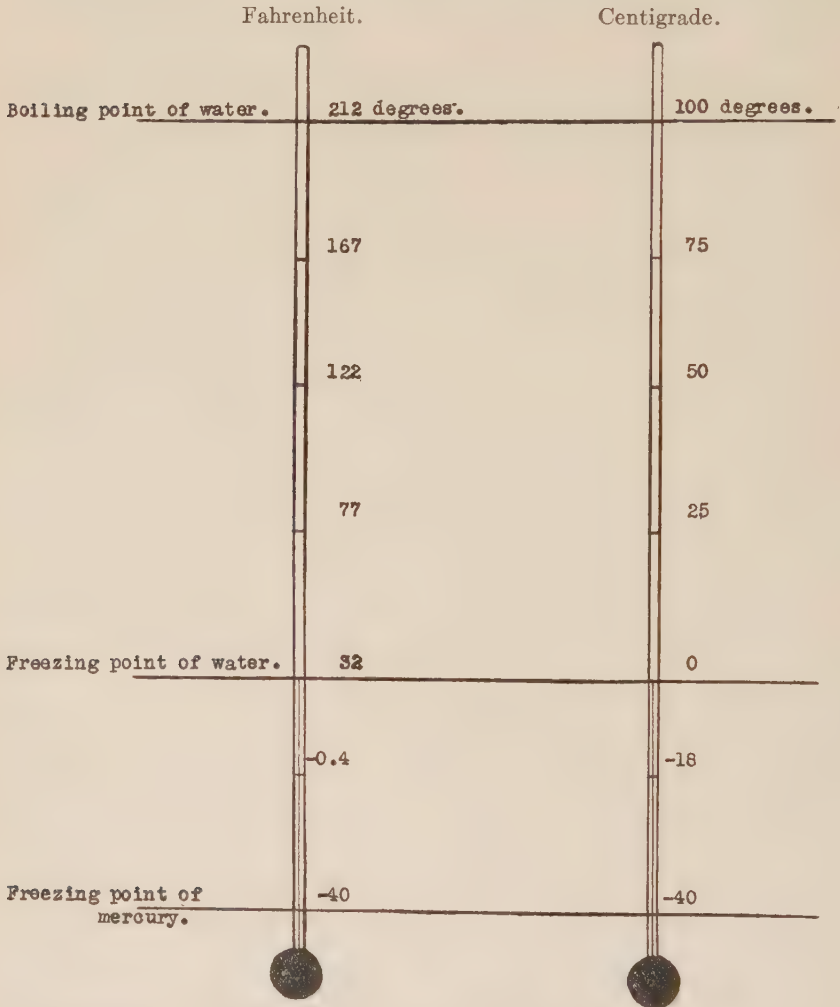 Fahrenheit. Centigrade.
Boiling point of water. 212 degrees. 100 degrees.
167 75
122 50
77 25
Freezing point of water. 32 0
-0.4 -18
Freezing point of -40 -40
mercury.